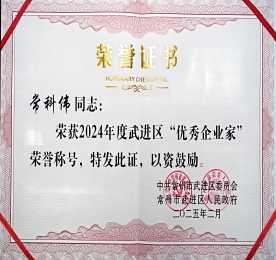 荣誉证书
HONORARY CREDENTIAL
常科伟同志：
荣获2024年度武进区“优秀企业家”
荣誉称号，特发此证，以资鼓励。
中共常州市武进区委员会
常州市武进区人民政府
二〇二五年二月